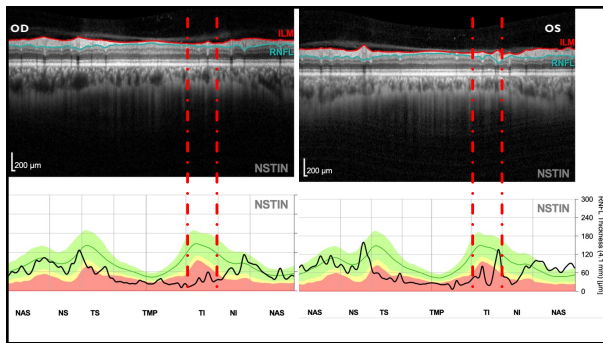 OD
ILM
RNFL
200 µm
NSTIN
OS
ILM
RNFL
200 µm
NSTIN
NSTIN
NAS NS TS TMP TI NI NAS
NSTIN
300
240
180
120
60
0
RNFL Thickness (4.1 mm) [µm]
NAS NS TS TMP TI NI NAS